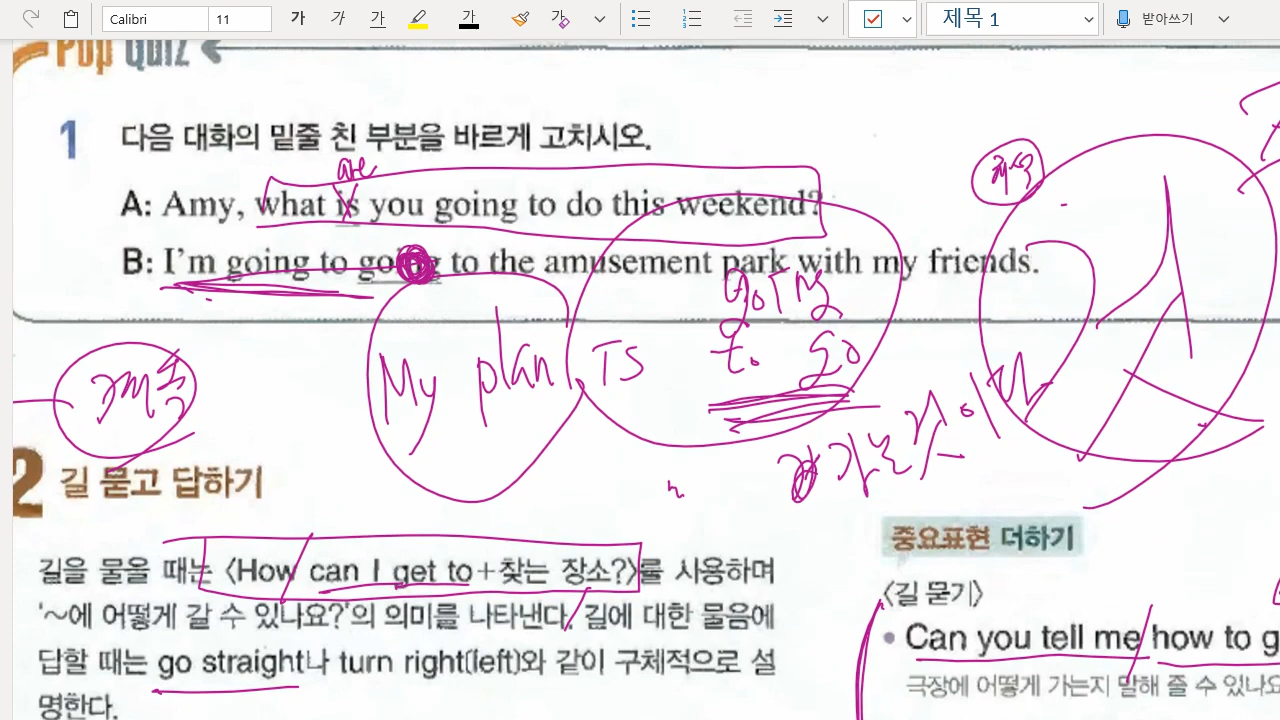 Calibri 11 가 가 가 가 가 제목 1 받아쓰기
Pop Quiz
1 다음 대화의 밑줄 친 부분을 바르게 고치시오.
are
A: Amy, what is you going to do this weekend?
B: I'm going to going to the amusement park with my friends.
My plan is going to go
2 길 묻고 답하기
길을 물을 때는 〈How can I get to+찾는 장소?〉를 사용하며
'~에 어떻게 갈 수 있나요?'의 의미를 나타낸다. 길에 대한 물음에
답할 때는 go straight나 turn right(left)와 같이 구체적으로 설
명한다.
중요표현 더하기
〈길 묻기〉
• Can you tell me how to g
극장에 어떻게 가는지 말해 줄 수 있나요